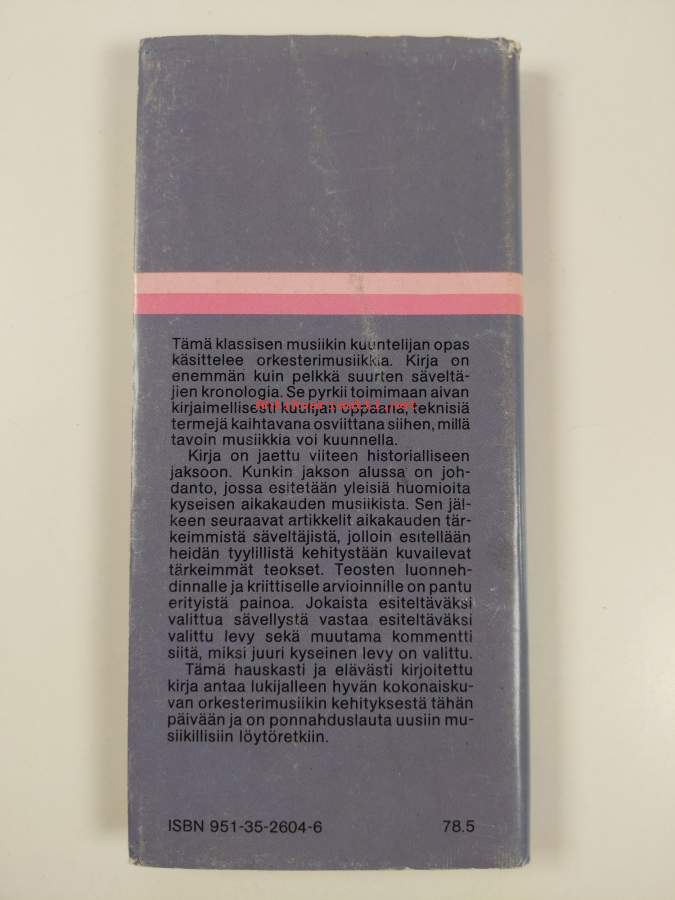 Tämä klassisen musiikin kuuntelijan opas
käsittelee orkesterimusiikkia. Kirja on
enemmän kuin pelkkä suurten säveltä-
jien kronologia. Se pyrkii toimimaan aivan
kirjaimellisesti kuulijan oppaana, teknisiä
termejä kaihtavana osviittana siihen, millä
tavoin musiikkia voi kuunnella.
Kirja on jaettu viiteen historialliseen
jaksoon. Kunkin jakson alussa on joh-
danto, jossa esitetään yleisiä huomioita
kyseisen aikakauden musiikista. Sen jäl-
keen seuraavat artikkelit aikakauden tär-
keimmistä säveltäjistä, jolloin esitellään
heidän tyylillistä kehitystään kuvailevat
tärkeimmät teokset. Teosten luonneh-
dinnalle ja kriittiselle arvioinnille on pantu
erityistä painoa. Jokaista esiteltäväksi
valittua sävellystä vastaa esiteltäväksi
valittu levy sekä muutama kommentti
siitä, miksi juuri kyseinen levy on valittu.
Tämä hauskasti ja elävästi kirjoitettu
kirja antaa lukijalleen hyvän kokonaisku-
van orkesterimusiikin kehityksestä tähän
päivään ja on ponnahduslauta uusiin mu-
siikillisiin löytöretkiin.
ISBN 951-35-2604-6 78.5